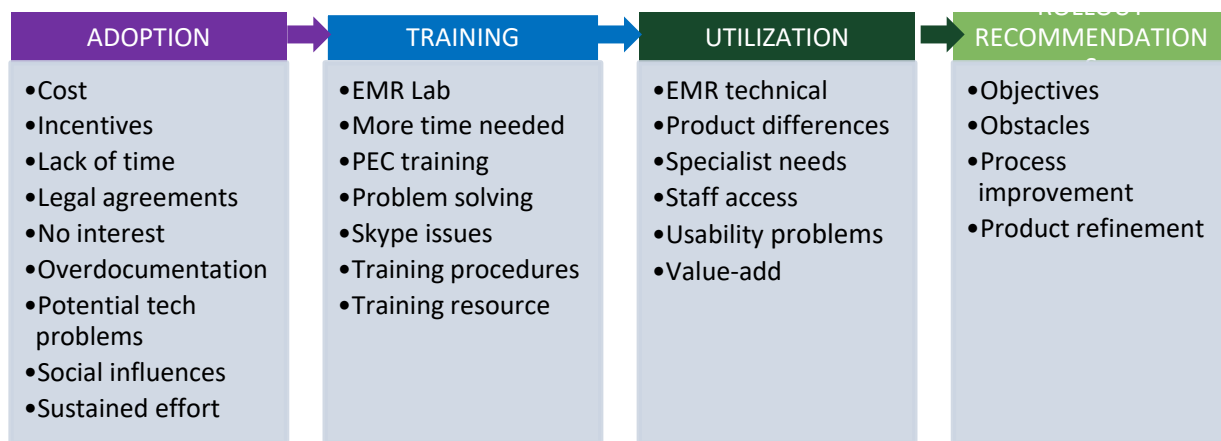 ADOPTION
•Cost
•Incentives
•Lack of time
•Legal agreements
•No interest
•Overdocumentation
•Potential tech
problems
•Social influences
•Sustained effort
TRAINING
•EMR Lab
•More time needed
•PEC training
•Problem solving
•Skype issues
•Training procedures
•Training resource
UTILIZATION
•EMR technical
•Product differences
•Specialist needs
•Staff access
•Usability problems
•Value-add
ROLLOUT
RECOMMENDATION
S
•Objectives
•Obstacles
•Process
improvement
•Product refinement